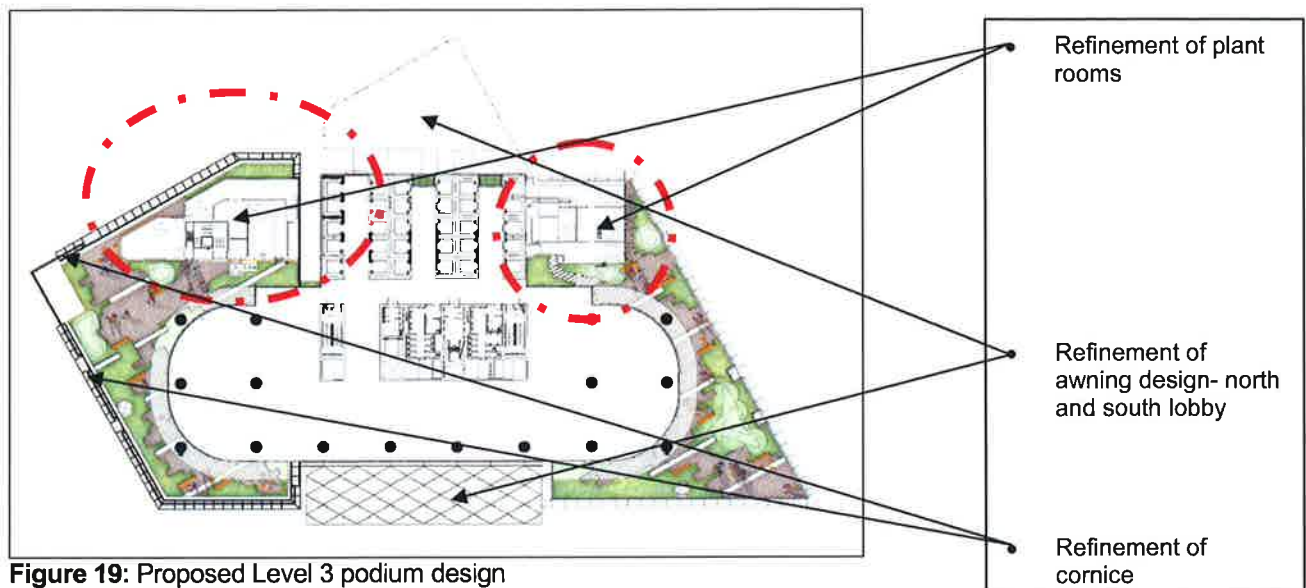 Refinement of plant
rooms
Refinement of
awning design- north
and south lobby
Refinement of
cornice
Figure 19: Proposed Level 3 podium design